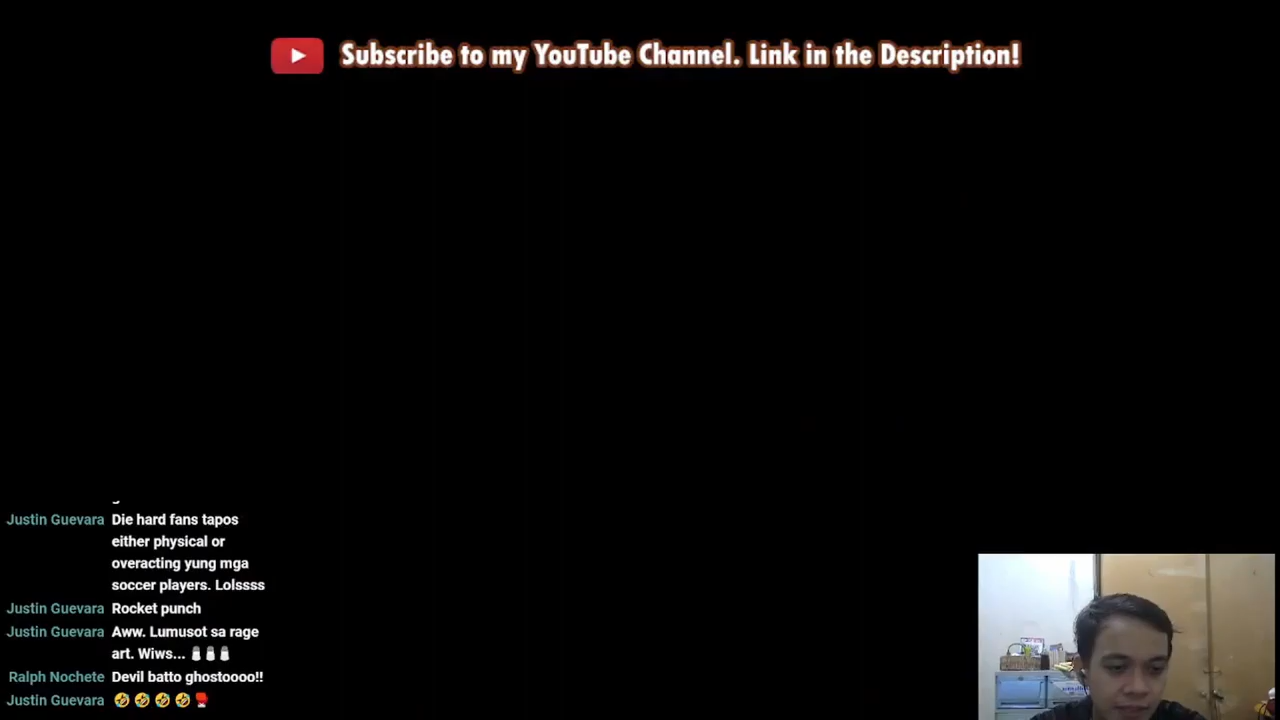 Subscribe to my YouTube Channel. Link in the Description!
Justin Guevara Die hard fans tapos
either physical or
overacting yung mga
soccer players. Lolssss
Justin Guevara Rocket punch
Justin Guevara Aww. Lumusot sa rage
art. Wiws... 🧂🧂🧂
Ralph Nochete Devil batto ghostoooo!!
Justin Guevara 🤣🤣🤣🤣🥊